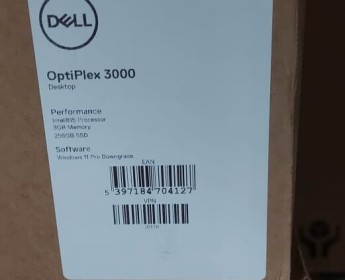 DELL
OptiPlex 3000
Desktop
Performance
Intel®i5 Processor
8GB Memory
256GB SSD
Software
Windows 11 Pro Downgrade
EAN
5 397184 704127
VPN